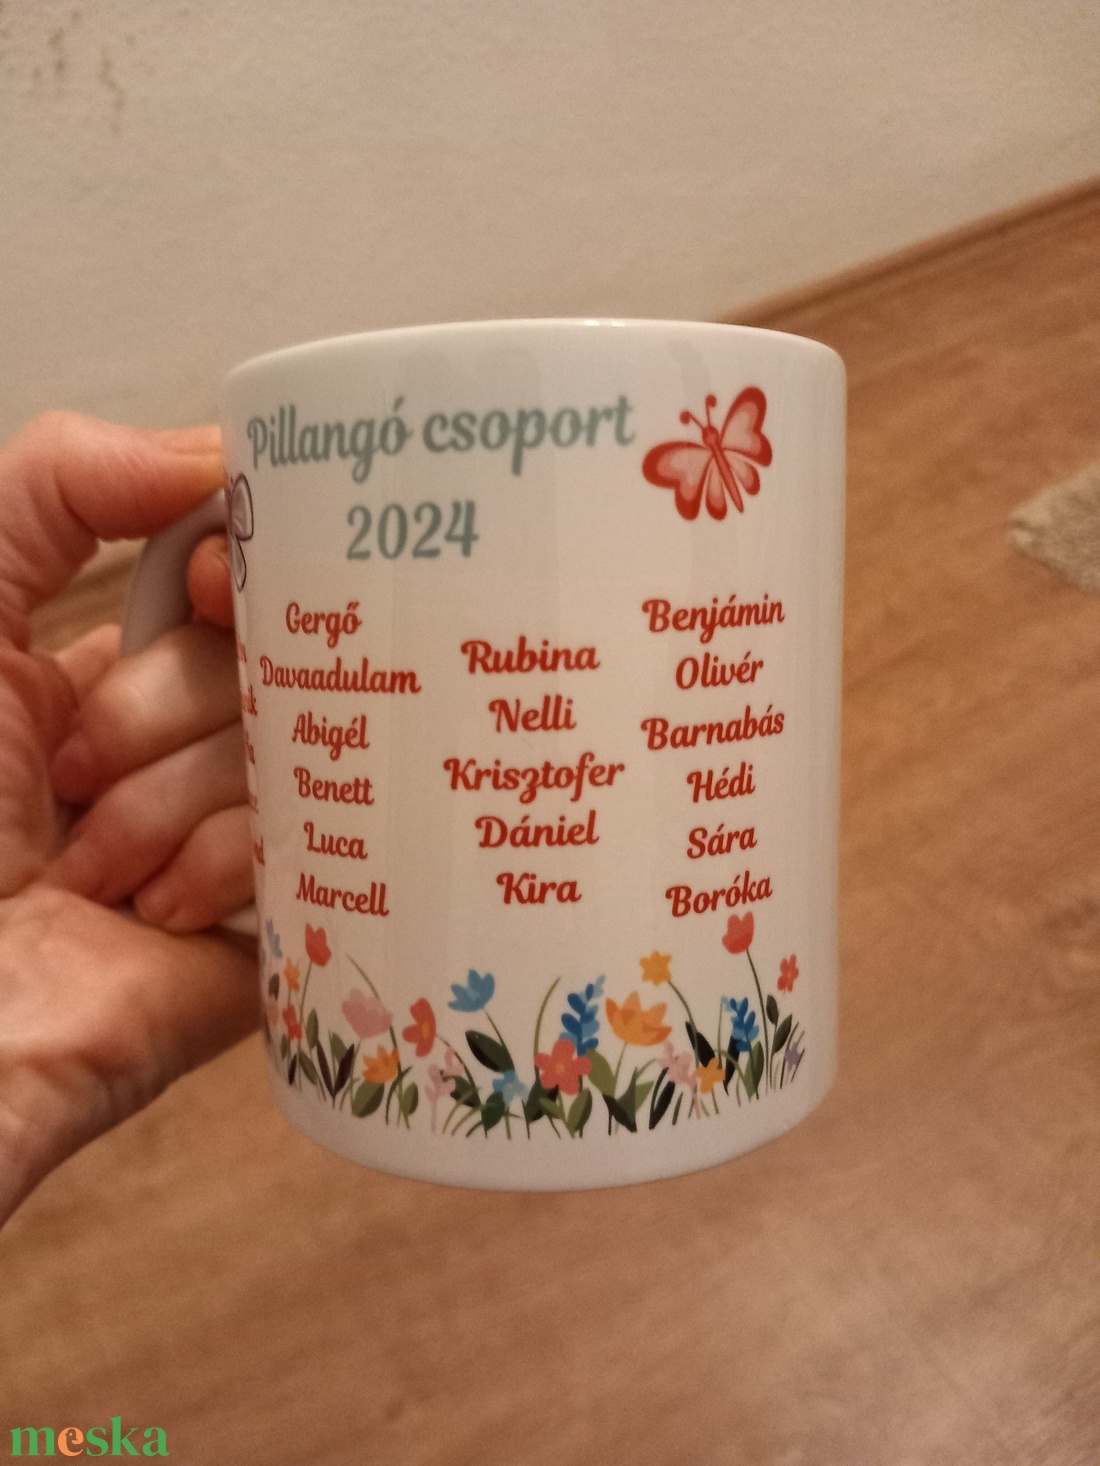 Pillangó csoport
2024
Gergő
Davaadulam
Abigél
Benett
Luca
Marcell
Rubina
Nelli
Krisztofer
Dániel
Kira
Benjámin
Olivér
Barnabás
Hédi
Sára
Boróka
meska